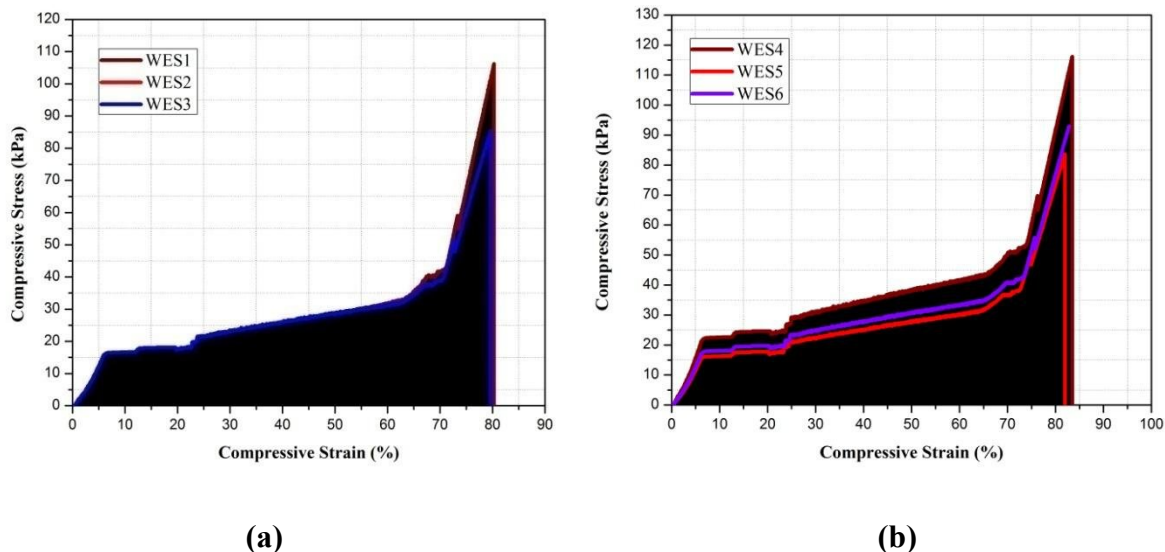 120
110
100
90
80
70
60
50
40
30
20
10
0
Compressive Stress (kPa)
WES1
WES2
WES3
0 10 20 30 40 50 60 70 80 90
Compressive Strain (%)
(a)
130
120
110
100
90
80
70
60
50
40
30
20
10
0
Compressive Stress (kPa)
WES4
WES5
WES6
0 10 20 30 40 50 60 70 80 90 100
Compressive Strain (%)
(b)